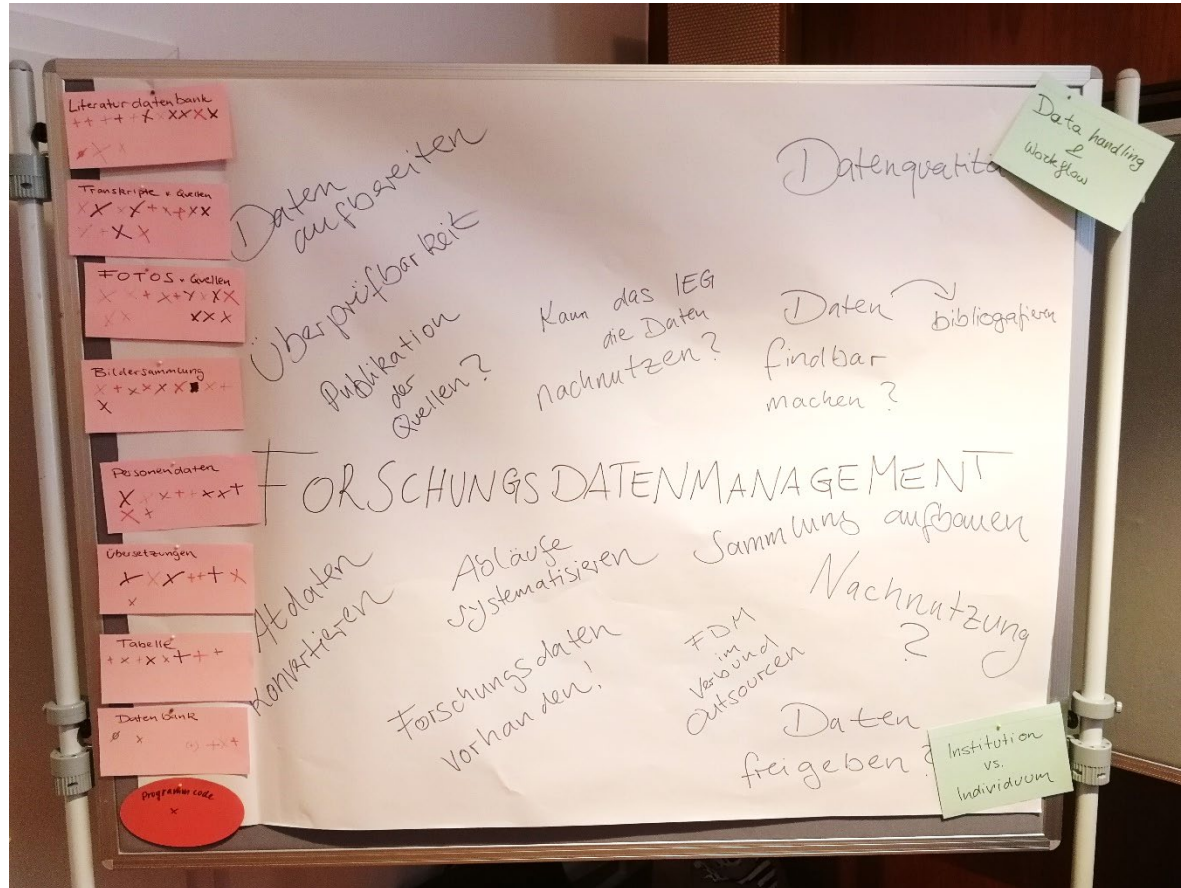 Literaturdatenbank
+ + + + X X X X X X
Transkripte v. Quellen
FOTOS v. Quellen
Bildersammlung
Personendaten
Übersetzungen
Tabelle
Datenbank
Programmcode
x
Daten
aufbereiten
Überprüfbarkeit
Publikation
der
Quellen?
Kann das IEG
die Daten
nachnutzen?
Datenqualitä
Daten
bibliografieren
findbar
machen?
Data handling
&
Workflow
FORSCHUNGSDATENMANAGEMENT
Atdaten
konvertieren
Abläufe
systematisieren
Sammlung aufbauen
Nachnutzung
?
Forschungsdaten
vorhanden!
FDM
im
Verbund
outsourcen
Daten
freigeben?
Institution
vs.
Individuum